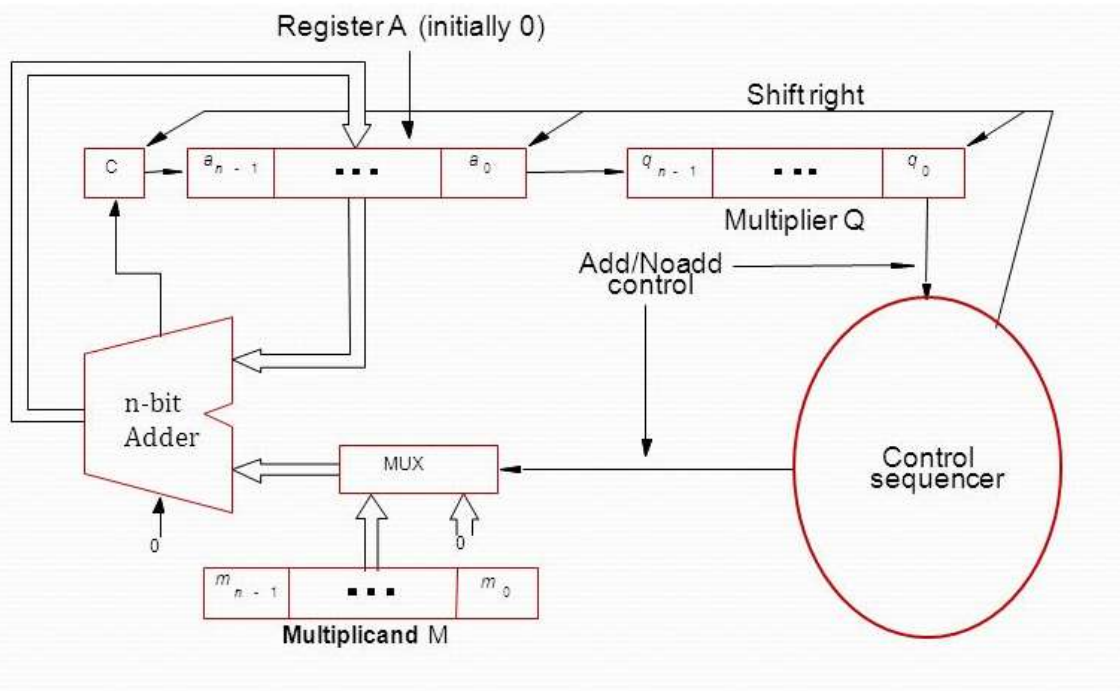 Register A (initially 0)
Shift right
C
a n - 1
▪▪▪
a 0
q n - 1
▪▪▪
q 0
Multiplier Q
Add/Noadd
control
n-bit
Adder
MUX
Control
sequencer
0
0
m n - 1
▪▪▪
m 0
Multiplicand M